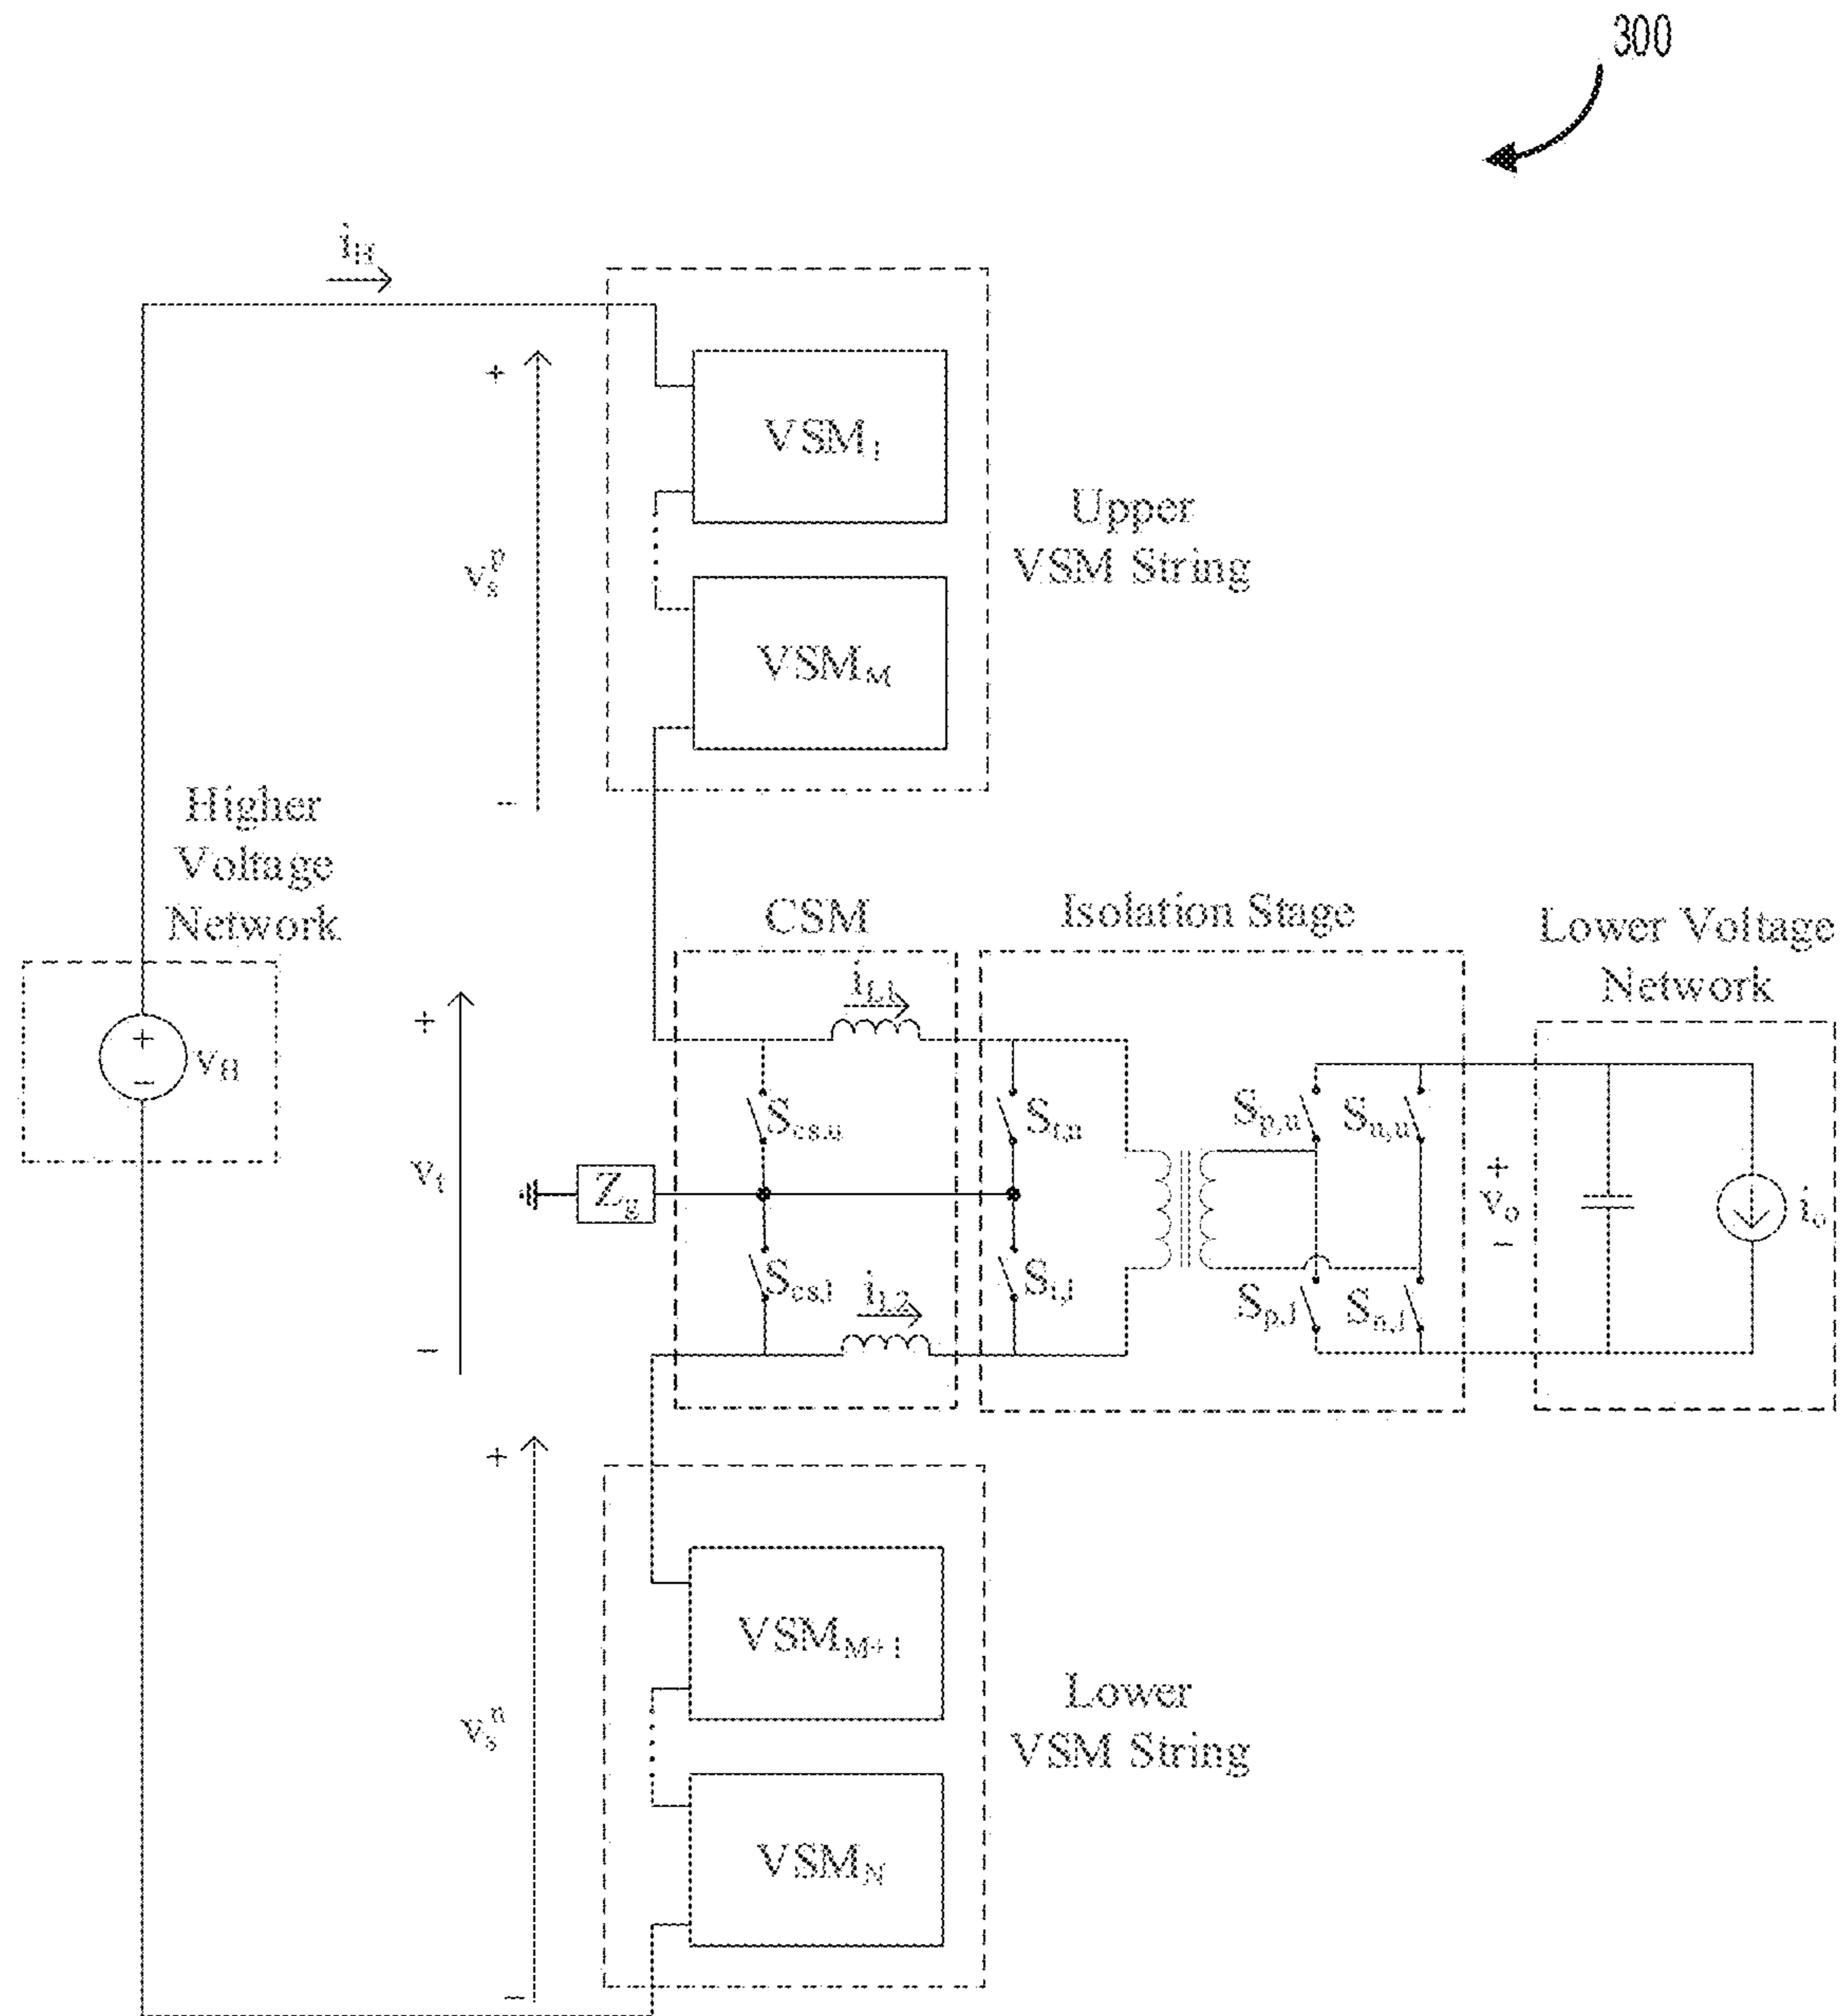 300
i_H
+
VSM_1
Upper
VSM String
v_s^p
VSM_M
−
Higher
Voltage
Network
CSM
Isolation Stage
Lower Voltage
Network
i_L1
+
+
−
v_H
S_cs,u
S_t,u
S_p,u
S_n,u
v_t
Z_g
+
v_o
−
i_o
S_cs,l
S_t,l
S_p,l
S_n,l
i_L2
−
+
VSM_M+1
Lower
VSM String
v_s^n
VSM_N
−